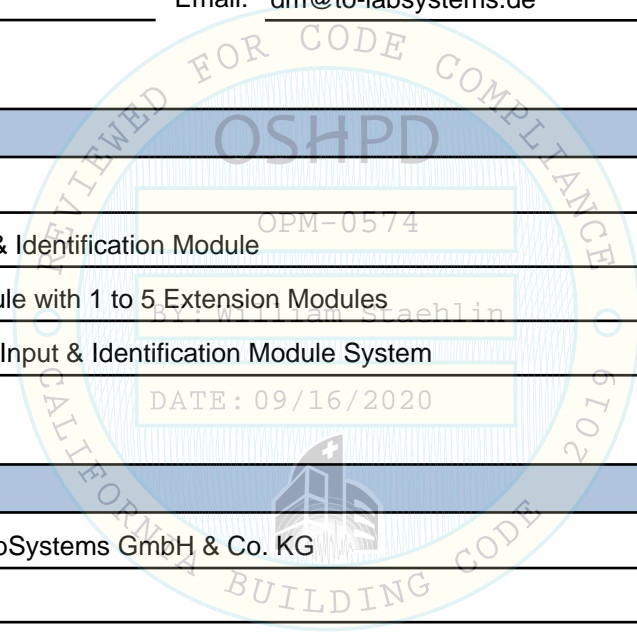 Email: dm@to-labsystems.de
REVIEWED FOR CODE COMPLIANCE
OSHPD
OPM-0574
& Identification Module
ule with 1 to 5 Extension Modules
BY: William Staehlin
Input & Identification Module System
DATE: 09/16/2020
oSystems GmbH & Co. KG
CALIFORNIA BUILDING CODE 2019